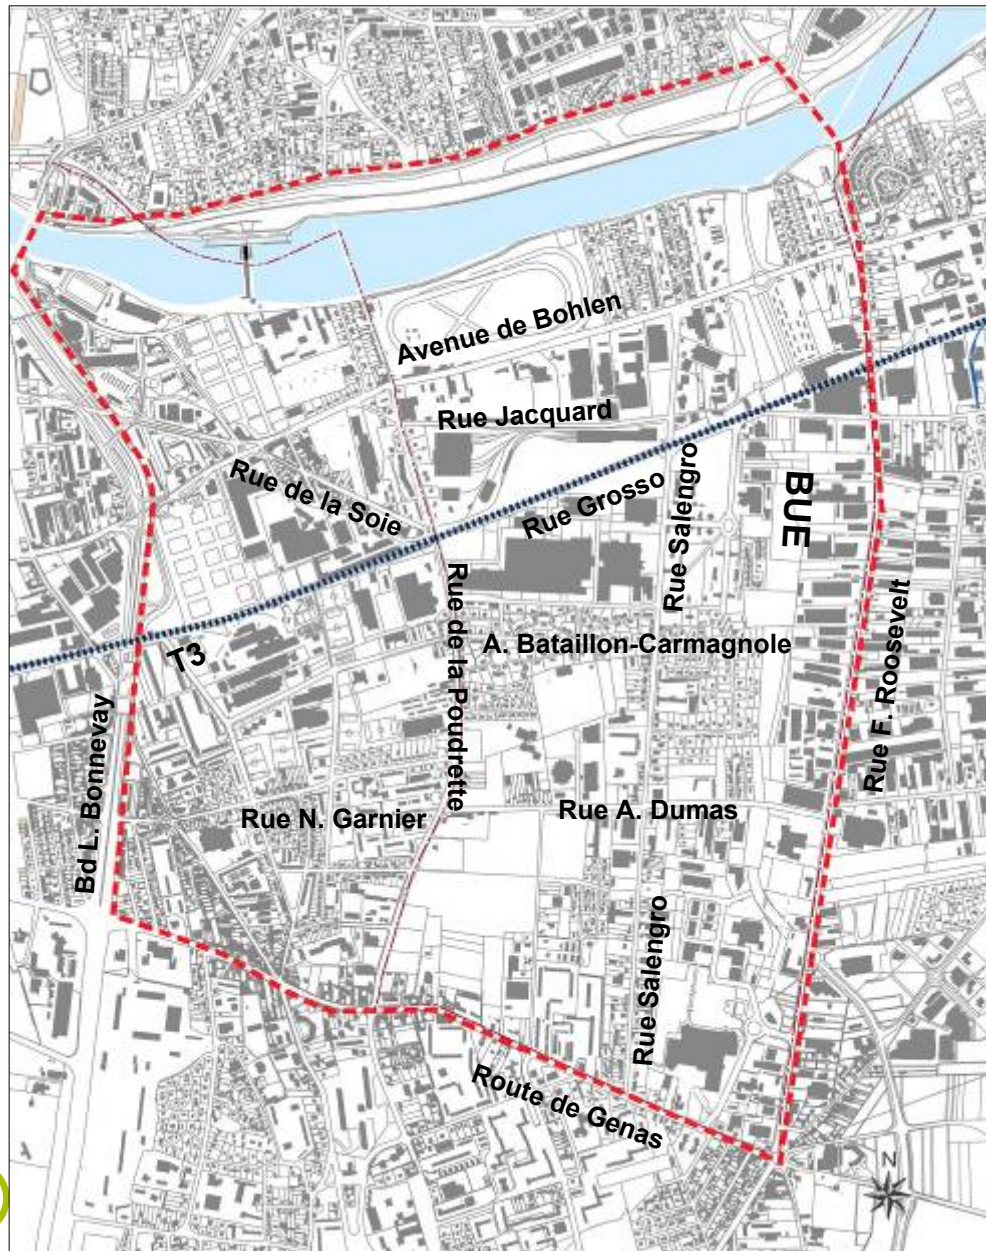 Avenue de Bohlen
Rue Jacquard
Rue de la Soie
Rue Grosso
Rue Salengro
BUE
Rue de la Poudrette
A. Bataillon-Carmagnole
T3
Rue F. Roosevelt
Bd L. Bonnevay
Rue N. Garnier
Rue A. Dumas
Rue Salengro
Route de Genas
N